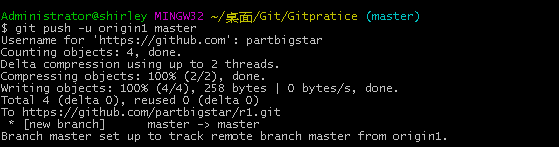 Administrator@shirley MINGW32 ~/桌面/Git/Gitpratice (master)
$ git push -u origin1 master
Username for 'https://github.com': partbigstar
Counting objects: 4, done.
Delta compression using up to 2 threads.
Compressing objects: 100% (2/2), done.
Writing objects: 100% (4/4), 258 bytes | 0 bytes/s, done.
Total 4 (delta 0), reused 0 (delta 0)
To https://github.com/partbigstar/r1.git
 * [new branch]      master -> master
Branch master set up to track remote branch master from origin1.